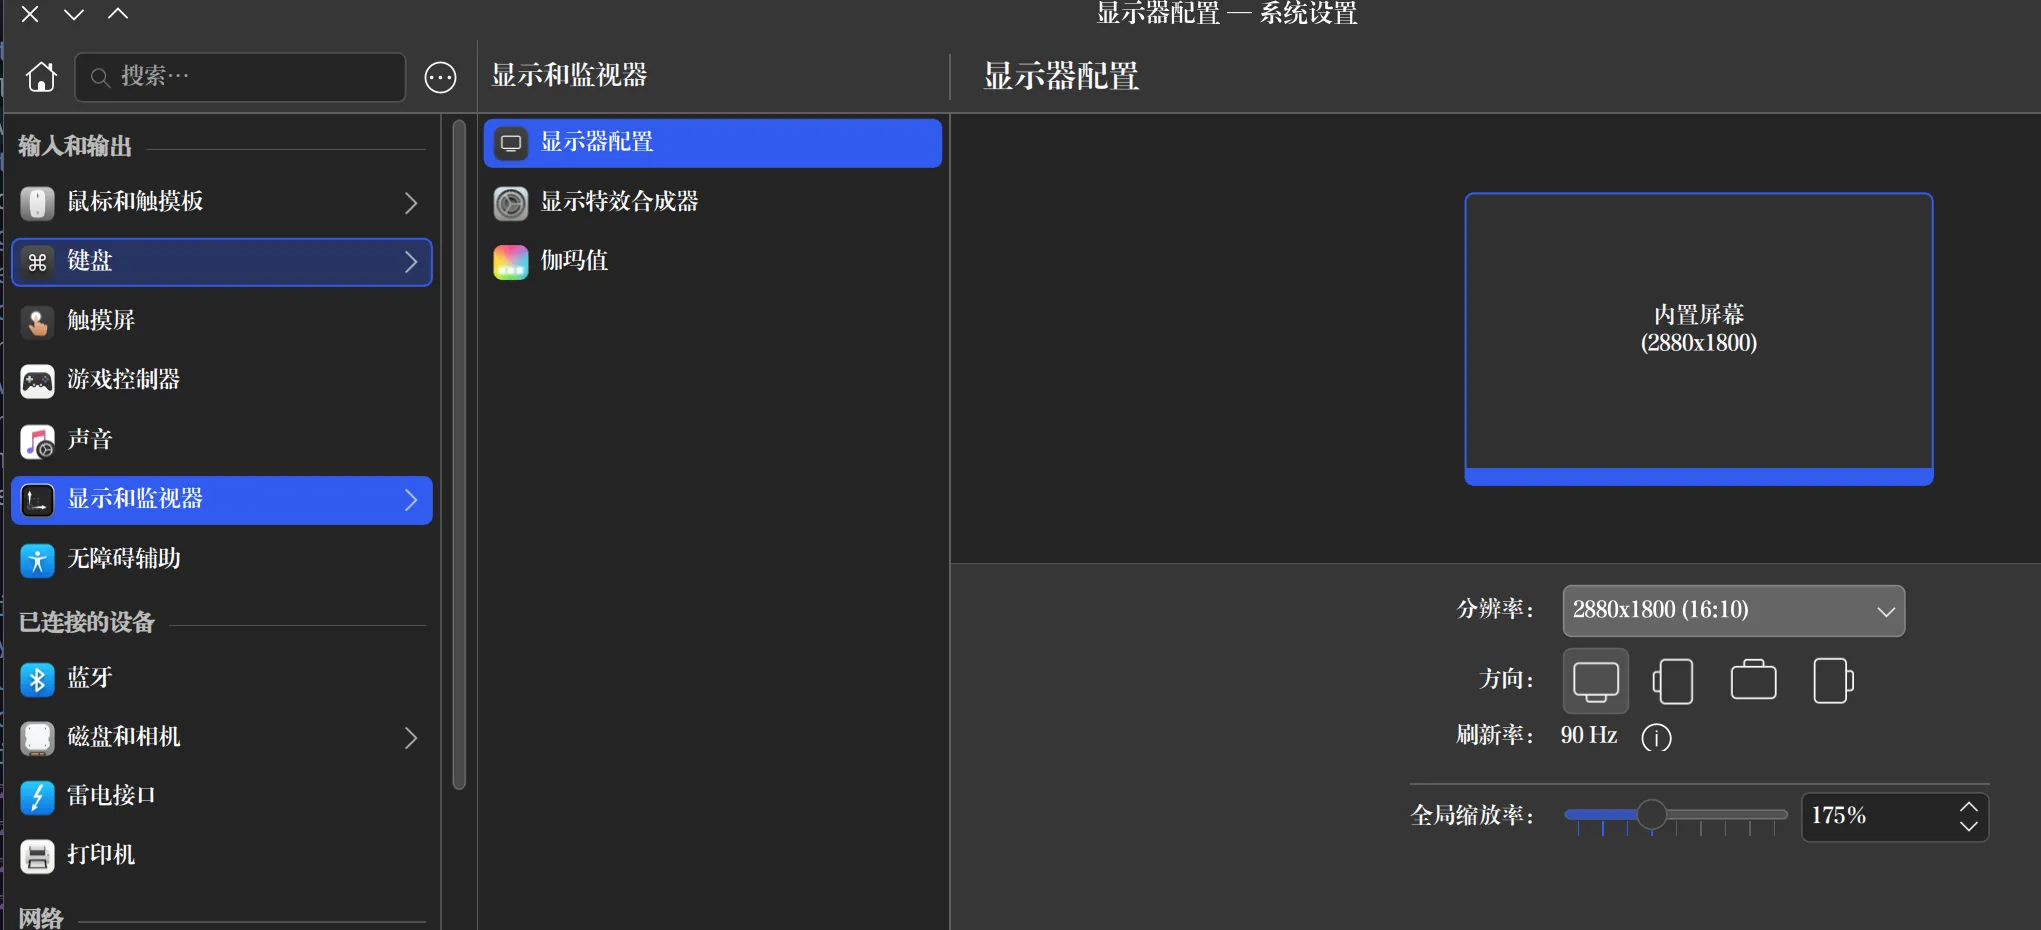 显示器配置 — 系统设置
搜索…
显示和监视器
显示器配置
输入和输出
鼠标和触摸板
键盘
触摸屏
游戏控制器
声音
显示和监视器
无障碍辅助
已连接的设备
蓝牙
磁盘和相机
雷电接口
打印机
网络
显示器配置
显示特效合成器
伽玛值
内置屏幕
(2880x1800)
分辨率： 2880x1800 (16:10)
方向：
刷新率： 90 Hz
全局缩放率： 175%